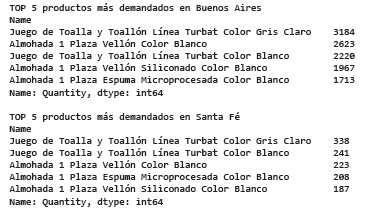 TOP 5 productos más demandados en Buenos Aires
Name
Juego de Toalla y Toallón Línea Turbat Color Gris Claro    3184
Almohada 1 Plaza Vellón Color Blanco    2623
Juego de Toalla y Toallón Línea Turbat Color Blanco    2220
Almohada 1 Plaza Vellón Siliconado Color Blanco    1967
Almohada 1 Plaza Espuma Microprocesada Color Blanco    1713
Name: Quantity, dtype: int64

TOP 5 productos más demandados en Santa Fé
Name
Juego de Toalla y Toallón Línea Turbat Color Gris Claro    338
Juego de Toalla y Toallón Línea Turbat Color Blanco    241
Almohada 1 Plaza Vellón Color Blanco    223
Almohada 1 Plaza Espuma Microprocesada Color Blanco    208
Almohada 1 Plaza Vellón Siliconado Color Blanco    187
Name: Quantity, dtype: int64